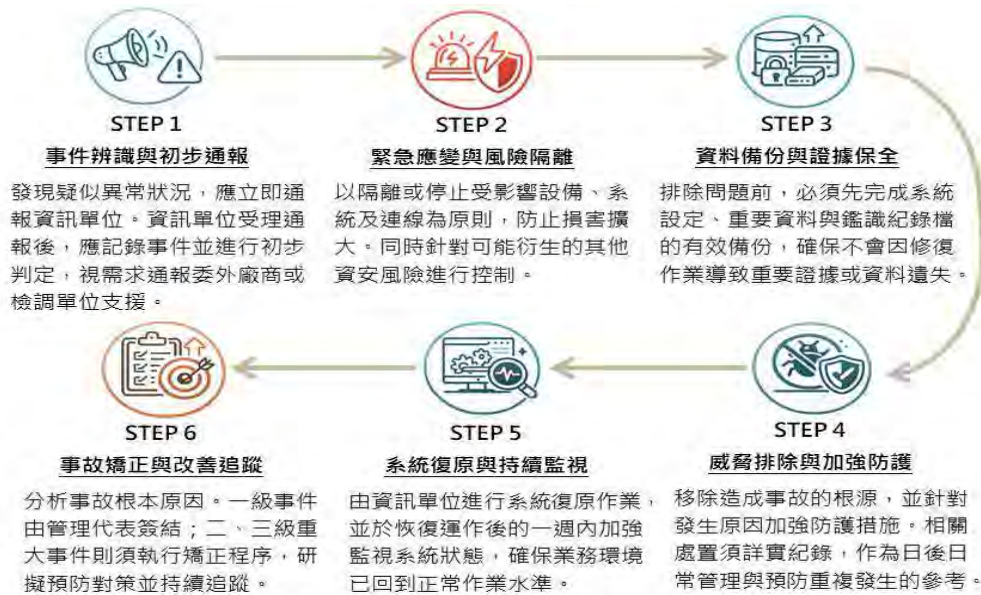 STEP 1
事件辨識與初步通報
發現疑似異常狀況，應立即通
報資訊單位。資訊單位受理通
報後，應記錄事件並進行初步
判定，視需求通報委外廠商或
檢調單位支援。
STEP 2
緊急應變與風險隔離
以隔離或停止受影響設備、系
統及連線為原則，防止損害擴
大。同時針對可能衍生的其他
資安風險進行控制。
STEP 3
資料備份與證據保全
排除問題前，必須先完成系統
設定、重要資料與鑑識紀錄檔
的有效備份，確保不會因修復
作業導致重要證據或資料遺失。
STEP 4
威脅排除與加強防護
移除造成事故的根源，並針對
發生原因加強防護措施。相關
處置須詳實紀錄，作為日後日
常管理與預防重複發生的參考。
STEP 5
系統復原與持續監視
由資訊單位進行系統復原作業，
並於恢復運作後的一週內加強
監視系統狀態，確保業務環境
已回到正常作業水準。
STEP 6
事故矯正與改善追蹤
分析事故根本原因。一級事件
由管理代表簽結；二、三級重
大事件則須執行矯正程序，研
擬預防對策並持續追蹤。